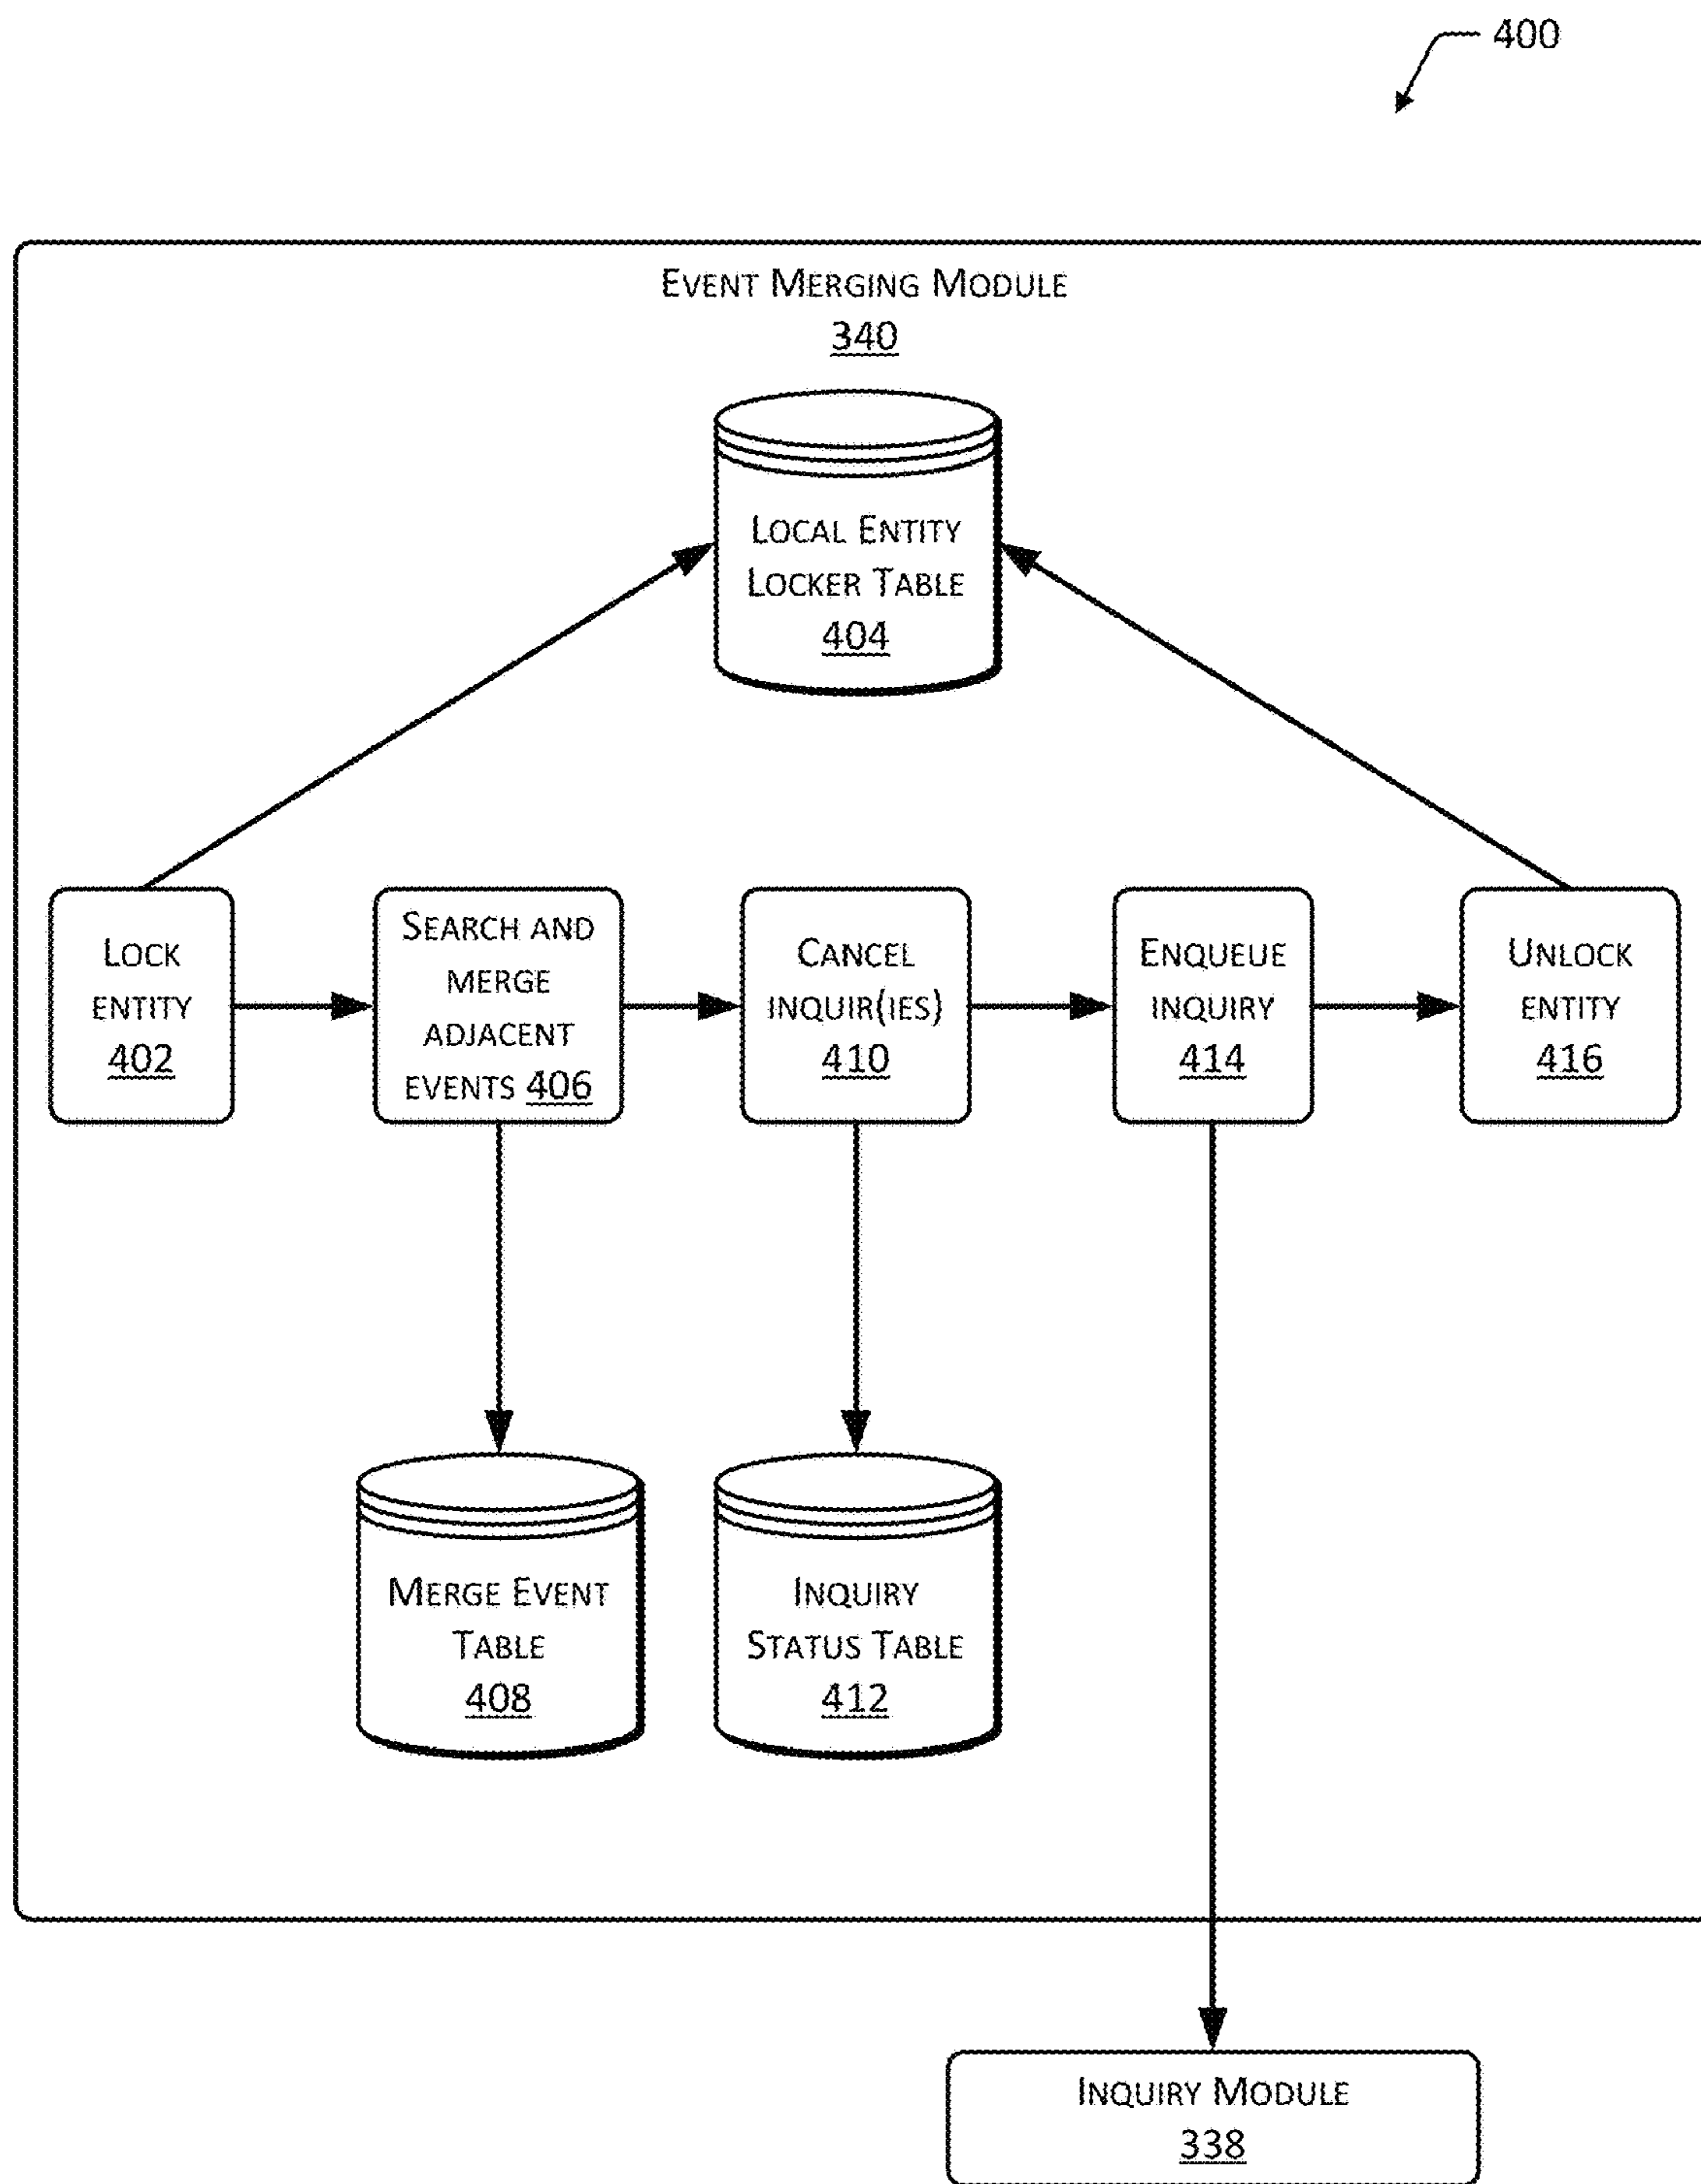 400
EVENT MERGING MODULE
340
LOCAL ENTITY
LOCKER TABLE
404
LOCK
ENTITY
402
SEARCH AND
MERGE
ADJACENT
EVENTS 406
CANCEL
INQUIR(IES)
410
ENQUEUE
INQUIRY
414
UNLOCK
ENTITY
416
MERGE EVENT
TABLE
408
INQUIRY
STATUS TABLE
412
INQUIRY MODULE
338